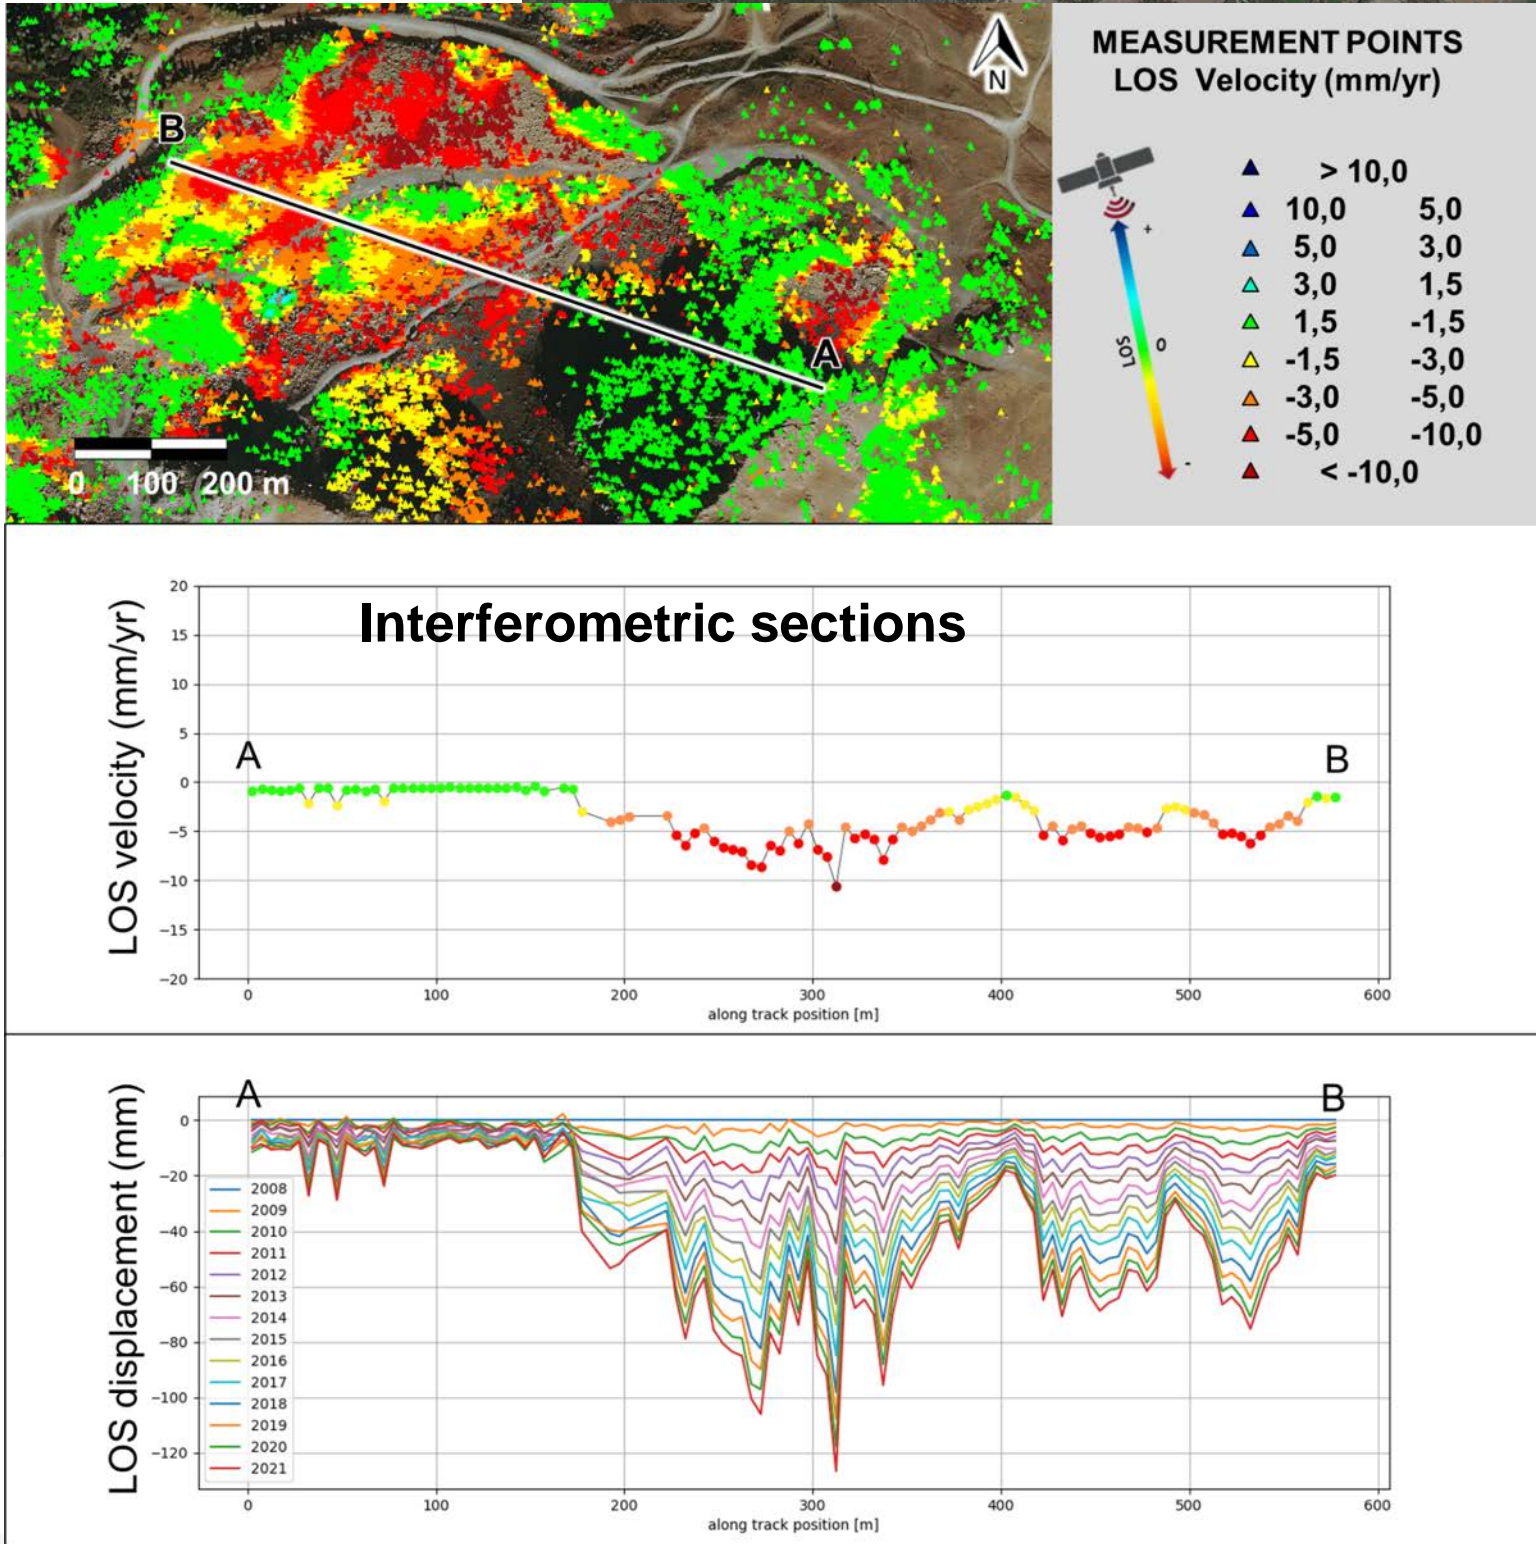 N
B
A
0 100 200 m
MEASUREMENT POINTS
LOS Velocity (mm/yr)
+
LOS
0
-
> 10,0
10,0 5,0
5,0 3,0
3,0 1,5
1,5 -1,5
-1,5 -3,0
-3,0 -5,0
-5,0 -10,0
< -10,0
Interferometric sections
LOS velocity (mm/yr)
20
15
10
5
0
−5
−10
−15
−20
A
B
0 100 200 300 400 500 600
along track position [m]
LOS displacement (mm)
A
B
0
−20
−40
−60
−80
−100
−120
2008
2009
2010
2011
2012
2013
2014
2015
2016
2017
2018
2019
2020
2021
0 100 200 300 400 500 600
along track position [m]